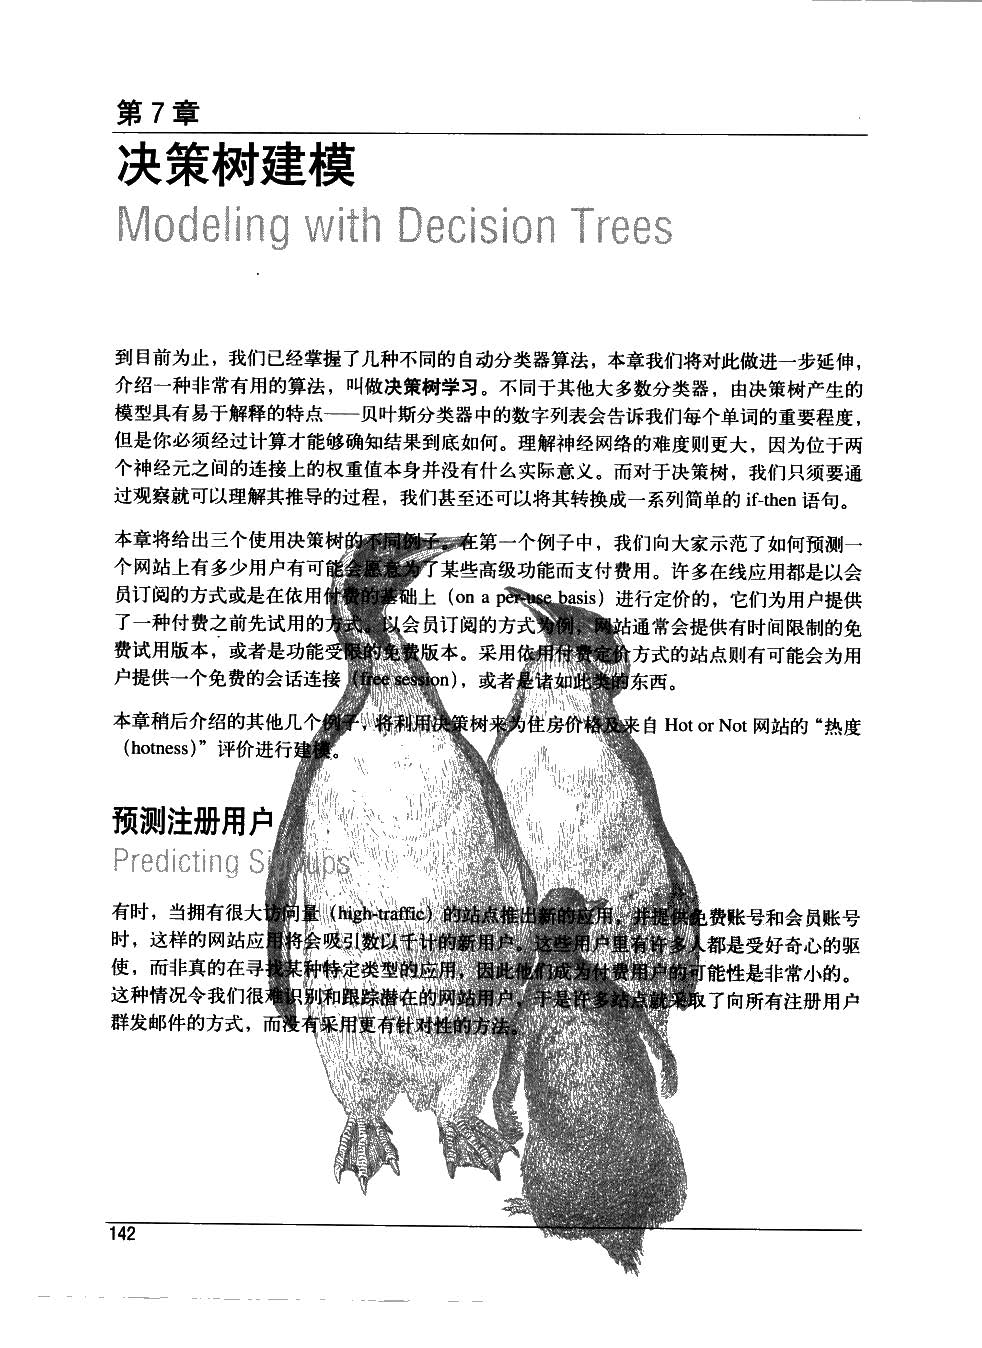 第 7 章
决策树建模
Modeling with Decision Trees
到目前为止，我们已经掌握了几种不同的自动分类器算法，本章我们将对此做进一步延伸，
介绍一种非常有用的算法，叫做决策树学习。不同于其他大多数分类器，由决策树产生的
模型具有易于解释的特点——贝叶斯分类器中的数字列表会告诉我们每个单词的重要程度，
但是你必须经过计算才能够确知结果到底如何。理解神经网络的难度则更大，因为位于两
个神经元之间的连接上的权重值本身并没有什么实际意义。而对于决策树，我们只须要通
过观察就可以理解其推导的过程，我们甚至还可以将其转换成一系列简单的 if-then 语句。
本章将给出三个使用决策树的不同例子。在第一个例子中，我们向大家示范了如何预测一
个网站上有多少用户有可能会愿意为了某些高级功能而支付费用。许多在线应用都是以会
员订阅的方式或是在依用付费的基础上（on a per-use basis）进行定价的，它们为用户提供
了一种付费之前先试用的方式。以会员订阅的方式为例，网站通常会提供有时间限制的免
费试用版本，或者是功能受限的免费版本。采用依用付费定价方式的站点则有可能会为用
户提供一个免费的会话连接（free session），或者是诸如此类的东西。
本章稍后介绍的其他几个例子，将利用决策树来为住房价格及来自 Hot or Not 网站的“热度
（hotness）”评价进行建模。
预测注册用户
Predicting Signups
有时，当拥有很大访问量（high-traffic）的站点推出新的应用，并提供免费账号和会员账号
时，这样的网站应用将会吸引数以千计的新用户。这些用户里有许多人都是受好奇心的驱
使，而非真的在寻找某种特定类型的应用，因此他们成为付费用户的可能性是非常小的。
这种情况令我们很难识别和跟踪潜在的网站用户，于是许多站点就采取了向所有注册用户
群发邮件的方式，而没有采用更有针对性的方法。
142